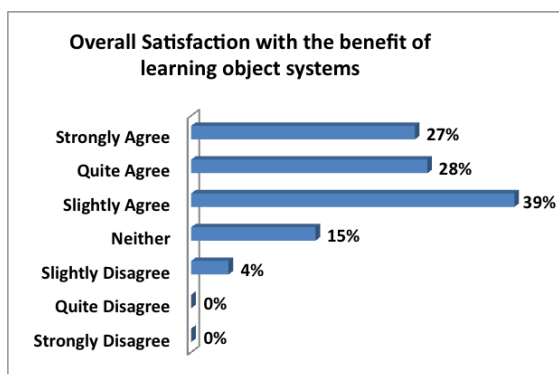 Overall Satisfaction with the benefit of
learning object systems
Strongly Agree 27%
Quite Agree 28%
Slightly Agree 39%
Neither 15%
Slightly Disagree 4%
Quite Disagree 0%
Strongly Disagree 0%